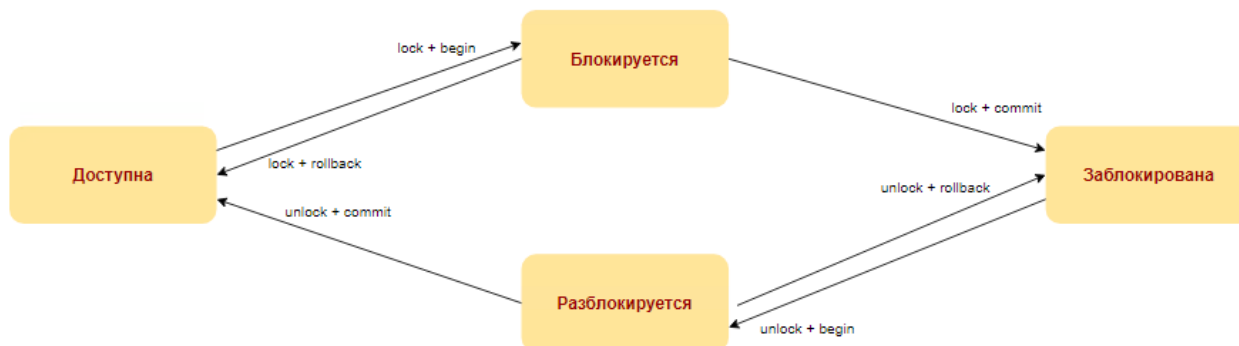 lock + begin
Блокируется
lock + commit
Доступна
lock + rollback
unlock + rollback
Заблокирована
unlock + commit
Разблокируется
unlock + begin